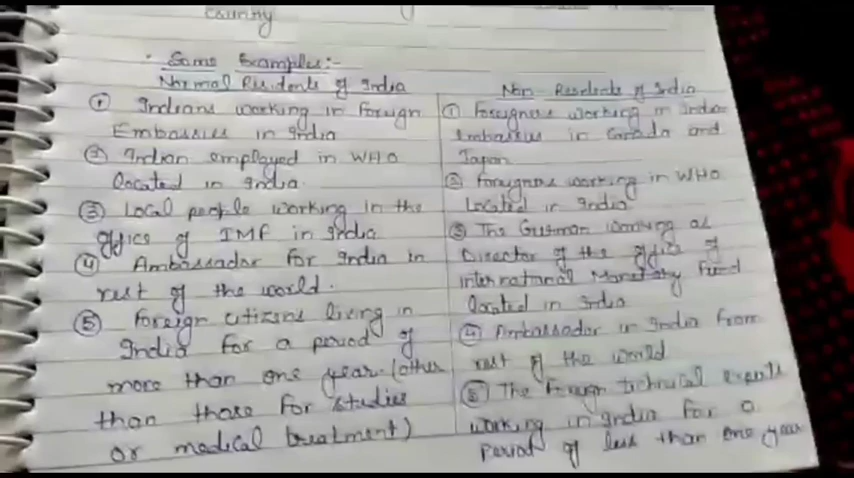 Country
Some Examples:-
Normal Residents of India
① Indians working in Foreign
Embassies in India
② Indian employed in WHO
located in India.
③ Local people working in the
office of IMF in India
④ Ambassador for India in
rest of the world.
⑤ Foreign citizens living in
India for a period of
more than one year (other
than those for studies
or medical treatment)
Non-Residents of India
① Foreigners working in Indian
Embassies in Canada and
Japan
② Foreigners working in WHO
Located in India
③ The German working as
Director of the office of
International Monetary Fund
located in India
④ Ambassador in India from
rest of the world
⑤ The Foreign technical experts
working in India for a
period of less than one year